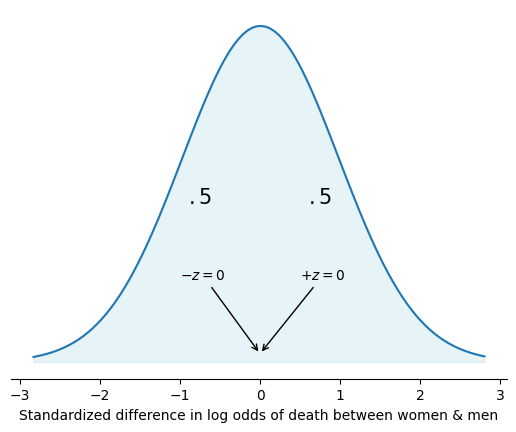 .5 .5
−z = 0 +z = 0
−3 −2 −1 0 1 2 3
Standardized difference in log odds of death between women & men